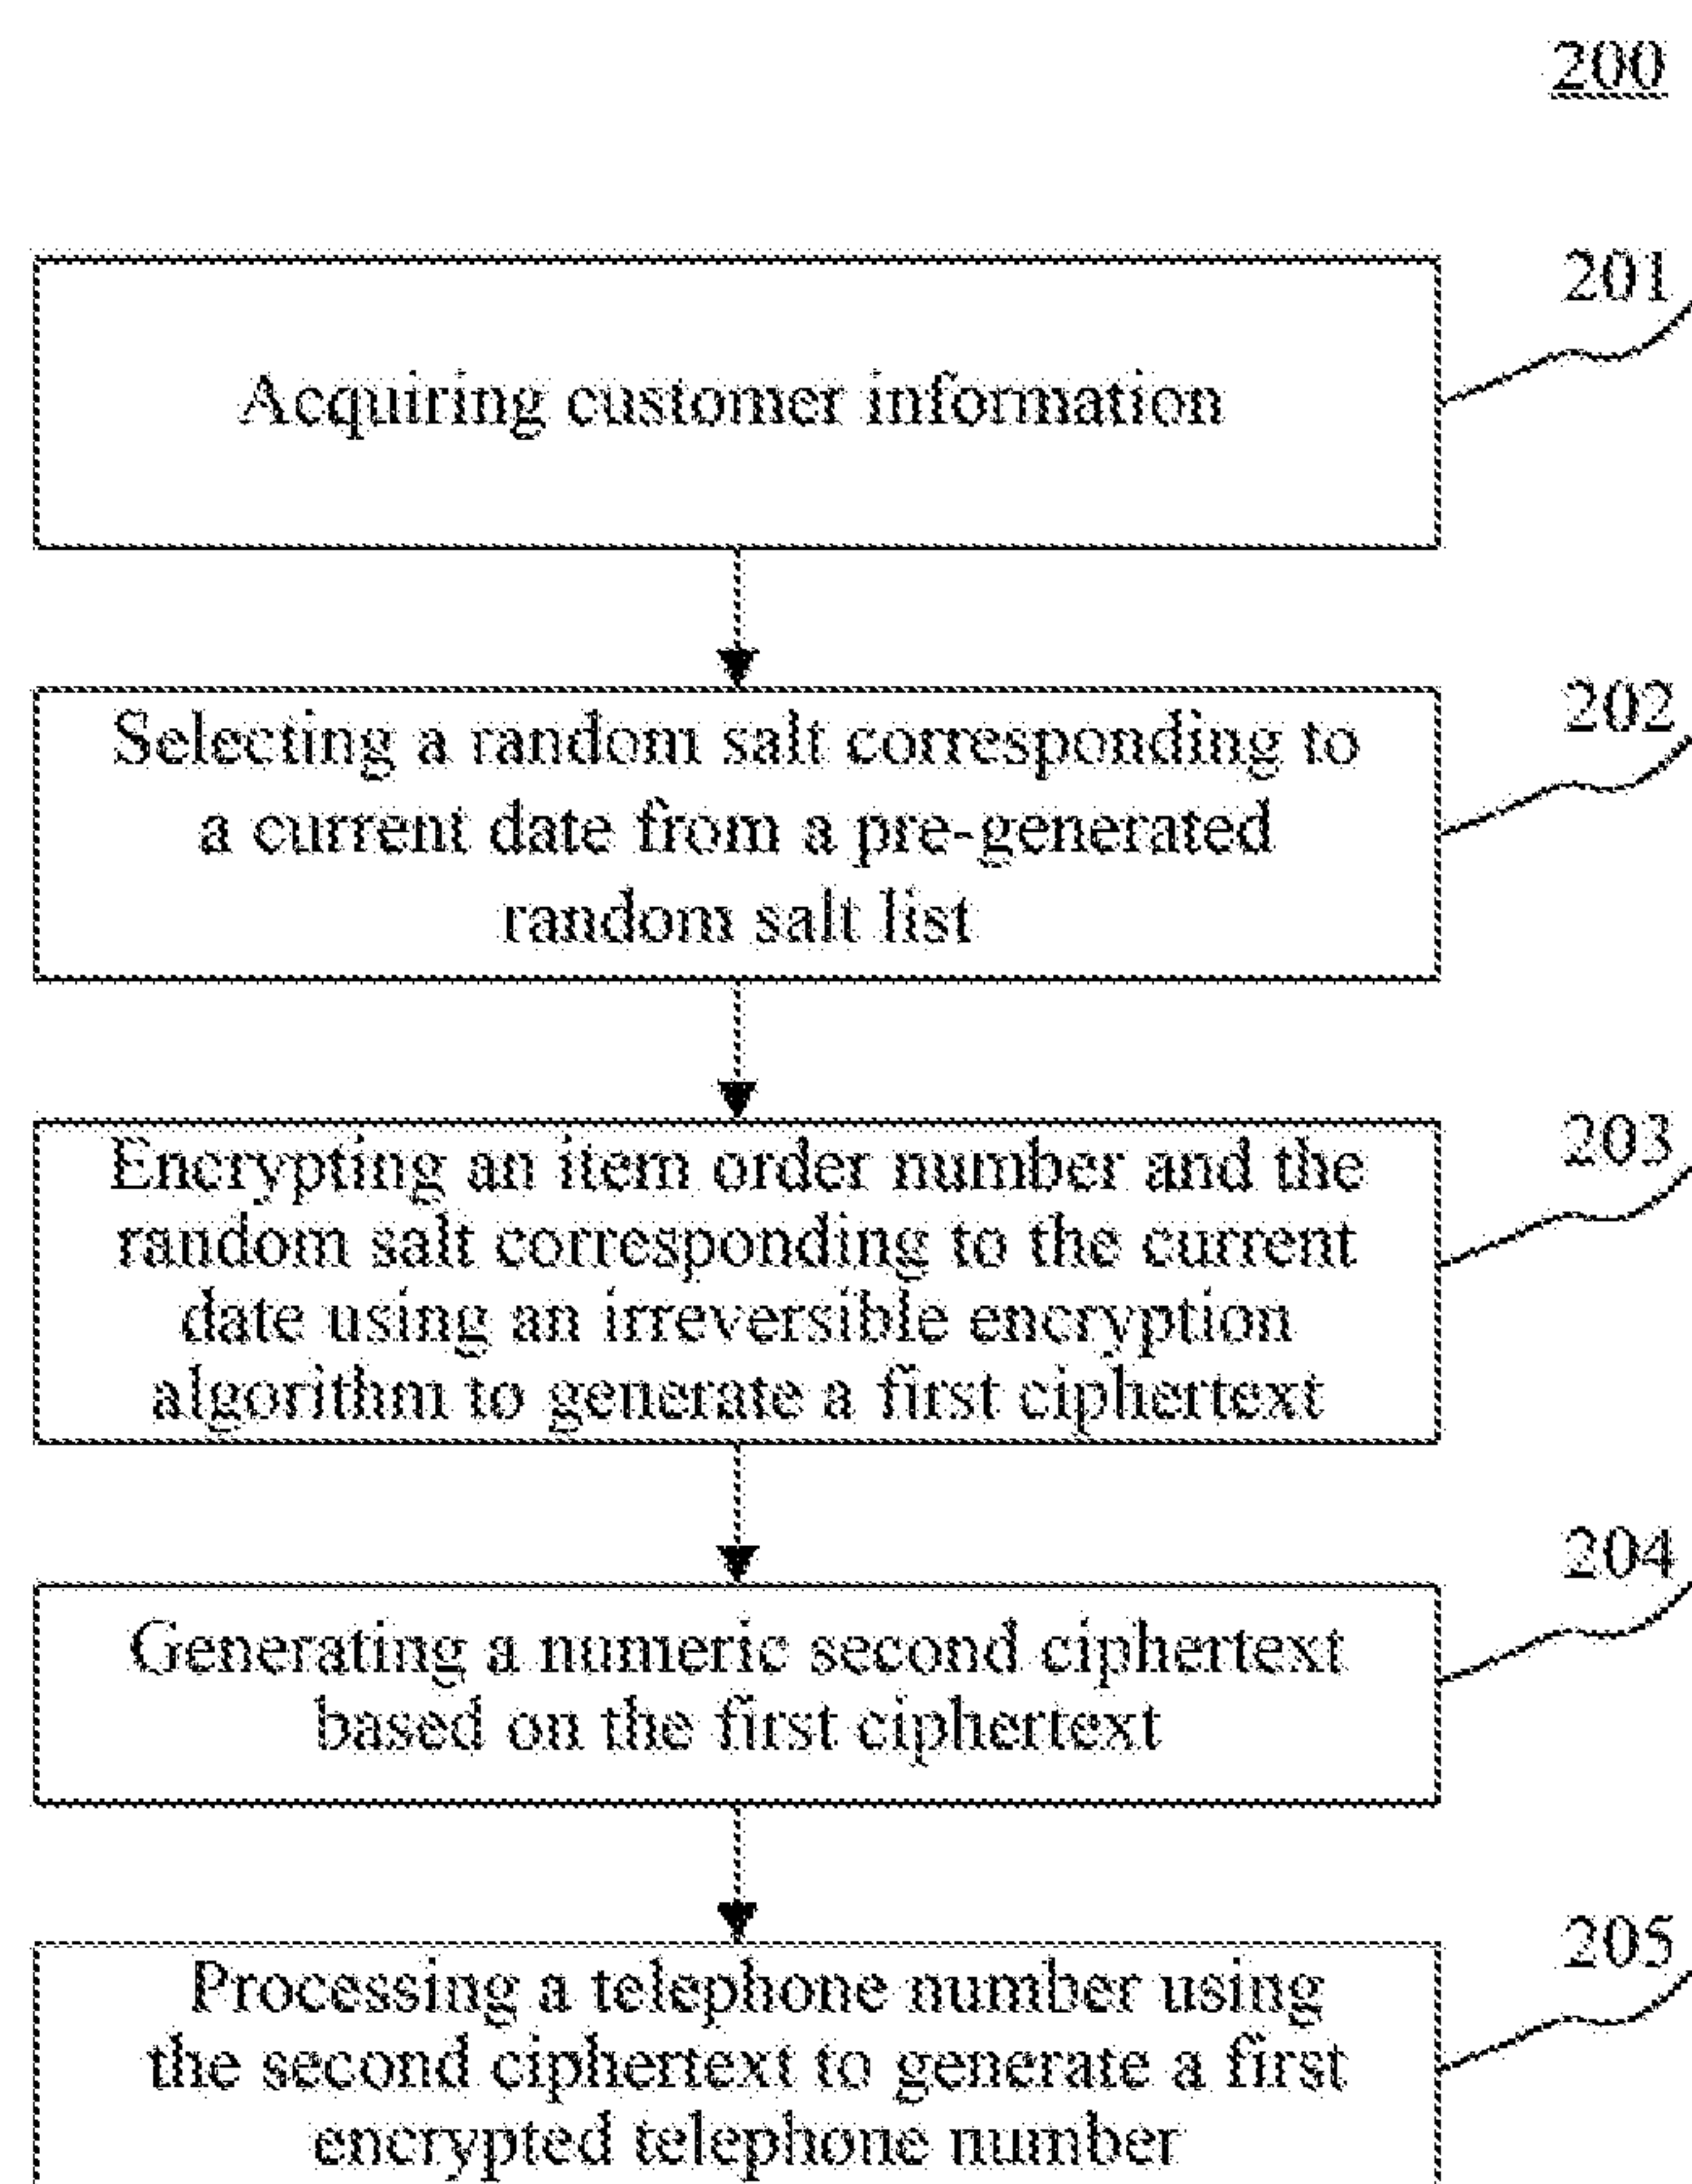 200
201
Acquiring customer information
202
Selecting a random salt corresponding to
a current date from a pre-generated
random salt list
203
Encrypting an item order number and the
random salt corresponding to the current
date using an irreversible encryption
algorithm to generate a first ciphertext
204
Generating a numeric second ciphertext
based on the first ciphertext
205
Processing a telephone number using
the second ciphertext to generate a first
encrypted telephone number